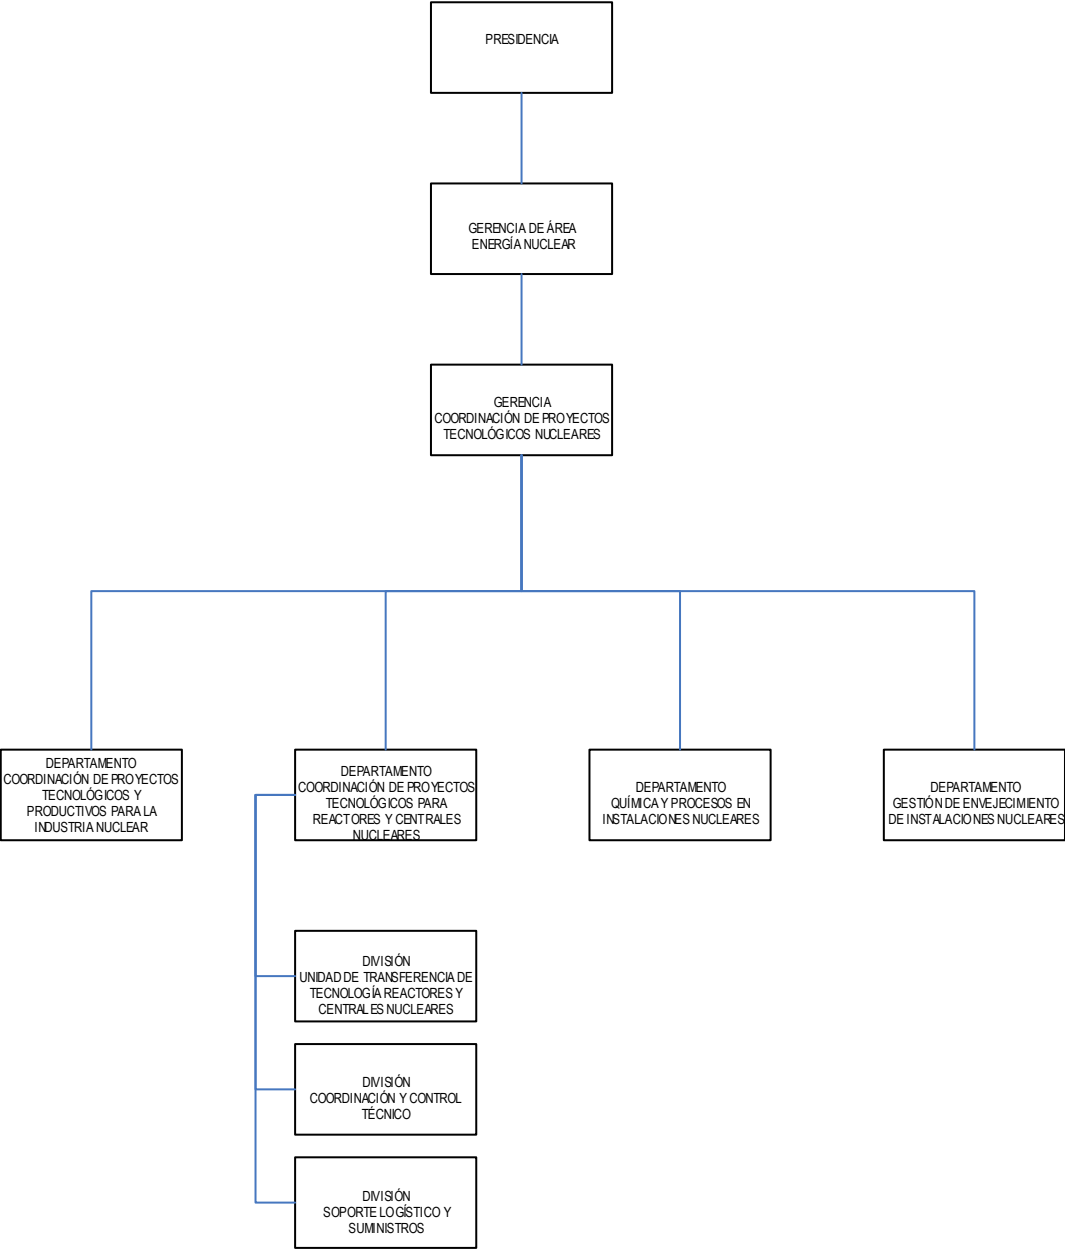 PRESIDENCIA
GERENCIA DE ÁREA
ENERGÍA NUCLEAR
GERENCIA
COORDINACIÓN DE PROYECTOS
TECNOLÓGICOS NUCLEARES
DEPARTAMENTO
COORDINACIÓN DE PROYECTOS
TECNOLÓGICOS Y
PRODUCTIVOS PARA LA
INDUSTRIA NUCLEAR
DEPARTAMENTO
COORDINACIÓN DE PROYECTOS
TECNOLÓGICOS PARA
REACTORES Y CENTRALES
NUCLEARES
DEPARTAMENTO
QUÍMICA Y PROCESOS EN
INSTALACIONES NUCLEARES
DEPARTAMENTO
GESTIÓN DE ENVEJECIMIENTO
DE INSTALACIONES NUCLEARES
DIVISIÓN
UNIDAD DE TRANSFERENCIA DE
TECNOLOGÍA REACTORES Y
CENTRALES NUCLEARES
DIVISIÓN
COORDINACIÓN Y CONTROL
TÉCNICO
DIVISIÓN
SOPORTE LOGÍSTICO Y
SUMINISTROS